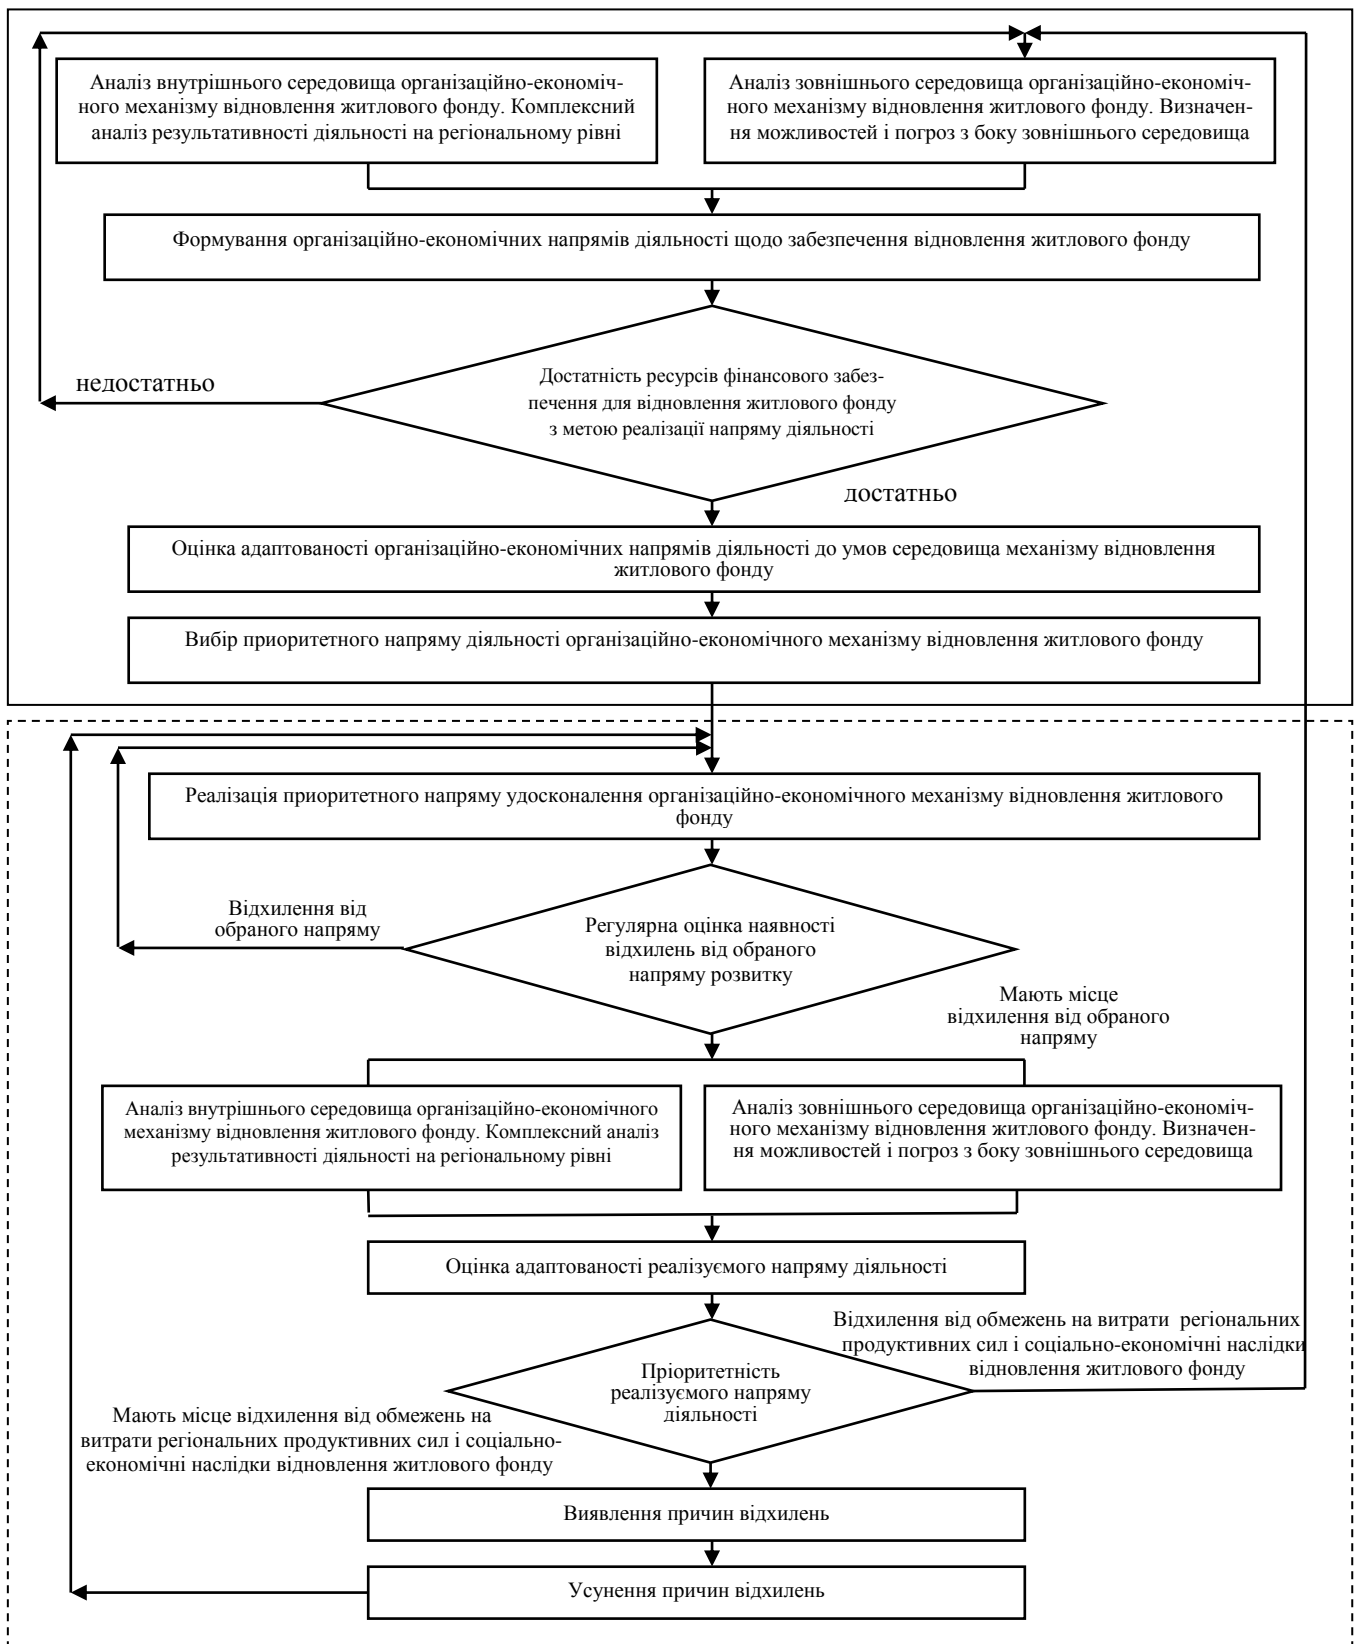 Аналіз внутрішнього середовища організаційно-економіч-
ного механізму відновлення житлового фонду. Комплексний
аналіз результативності діяльності на регіональному рівні
Аналіз зовнішнього середовища організаційно-економіч-
ного механізму відновлення житлового фонду. Визначен-
ня можливостей і погроз з боку зовнішнього середовища
Формування організаційно-економічних напрямів діяльності щодо забезпечення відновлення житлового фонду
недостатньо
Достатність ресурсів фінансового забез-
печення для відновлення житлового фонду
з метою реалізації напряму діяльності
достатньо
Оцінка адаптованості організаційно-економічних напрямів діяльності до умов середовища механізму відновлення
житлового фонду
Вибір приоритетного напряму діяльності організаційно-економічного механізму відновлення житлового фонду
Реалізація приоритетного напряму удосконалення організаційно-економічного механізму відновлення житлового
фонду
Відхилення від
обраного напряму
Регулярна оцінка наявності
відхилень від обраного
напряму розвитку
Мають місце
відхилення від обраного
напряму
Аналіз внутрішнього середовища організаційно-економічного
механізму відновлення житлового фонду. Комплексний аналіз
результативності діяльності на регіональному рівні
Аналіз зовнішнього середовища організаційно-економіч-
ного механізму відновлення житлового фонду. Визначен-
ня можливостей і погроз з боку зовнішнього середовища
Оцінка адаптованості реалізуємого напряму діяльності
Відхилення від обмежень на витрати регіональних
продуктивних сил і соціально-економічні наслідки
відновлення житлового фонду
Пріоритетність
реалізуємого напряму
діяльності
Мають місце відхилення від обмежень на
витрати регіональних продуктивних сил і соціально-
економічні наслідки відновлення житлового фонду
Виявлення причин відхилень
Усунення причин відхилень